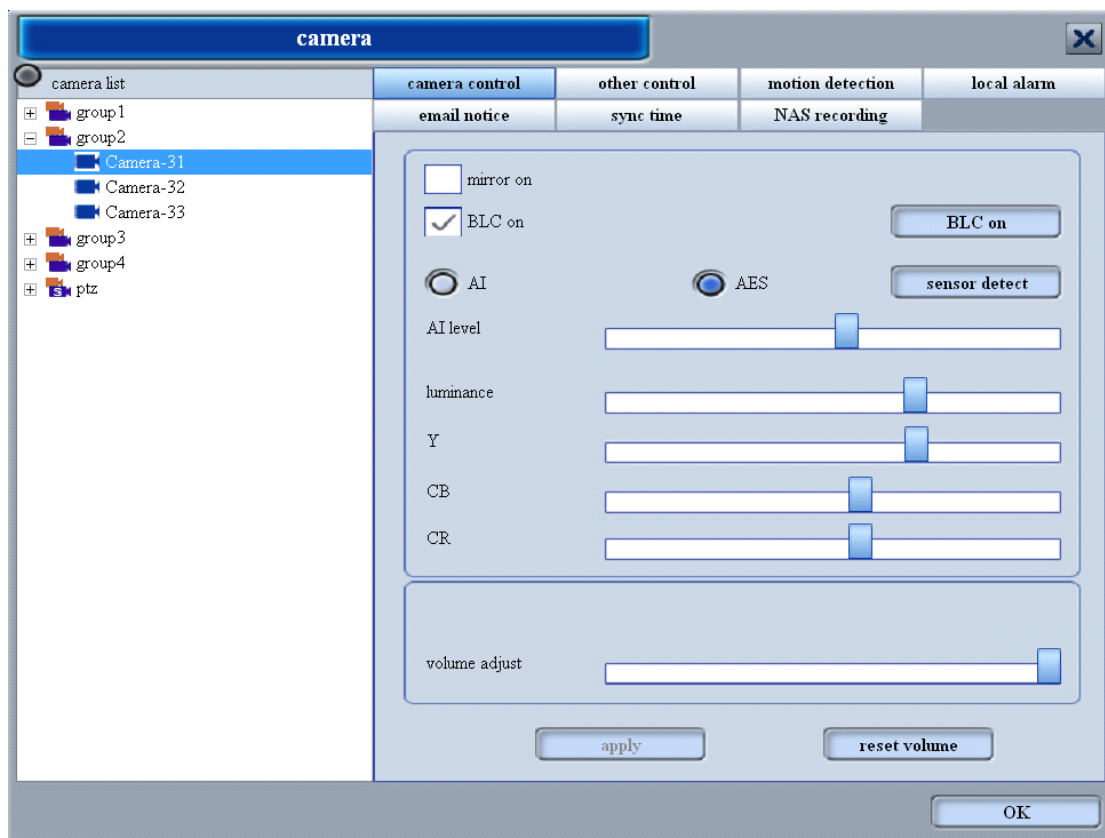 camera
camera list
camera control other control motion detection local alarm
email notice sync time NAS recording
group1
group2
Camera-31
Camera-32
Camera-33
group3
group4
S ptz
mirror on
BLC on BLC on
AI AES sensor detect
AI level
luminance
Y
CB
CR
volume adjust
apply reset volume
OK